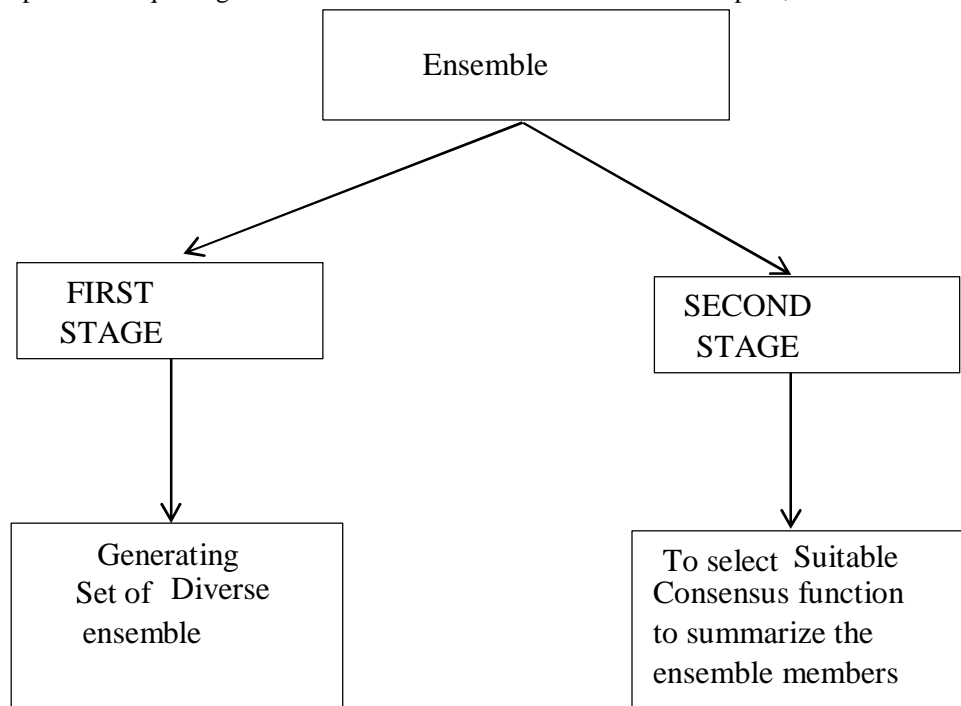 Ensemble
FIRST
STAGE
SECOND
STAGE
Generating
Set of Diverse
ensemble
To select Suitable
Consensus function
to summarize the
ensemble members